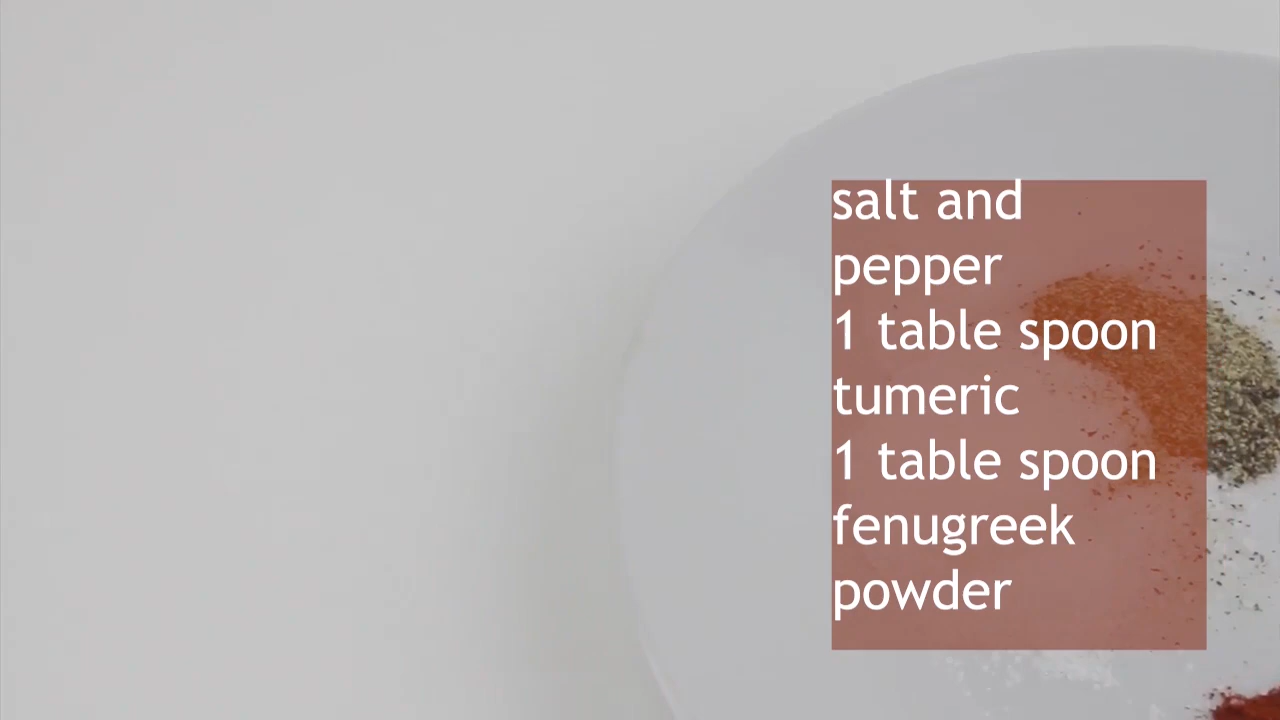 salt and
pepper
1 table spoon
tumeric
1 table spoon
fenugreek
powder